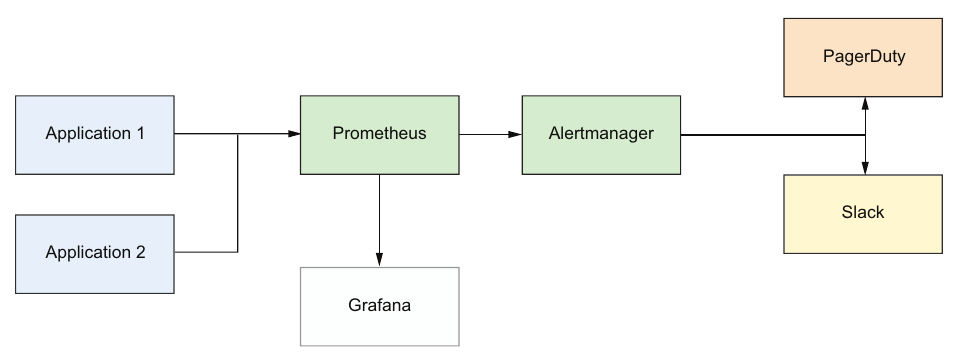 PagerDuty
Application 1
Prometheus
Alertmanager
Slack
Application 2
Grafana